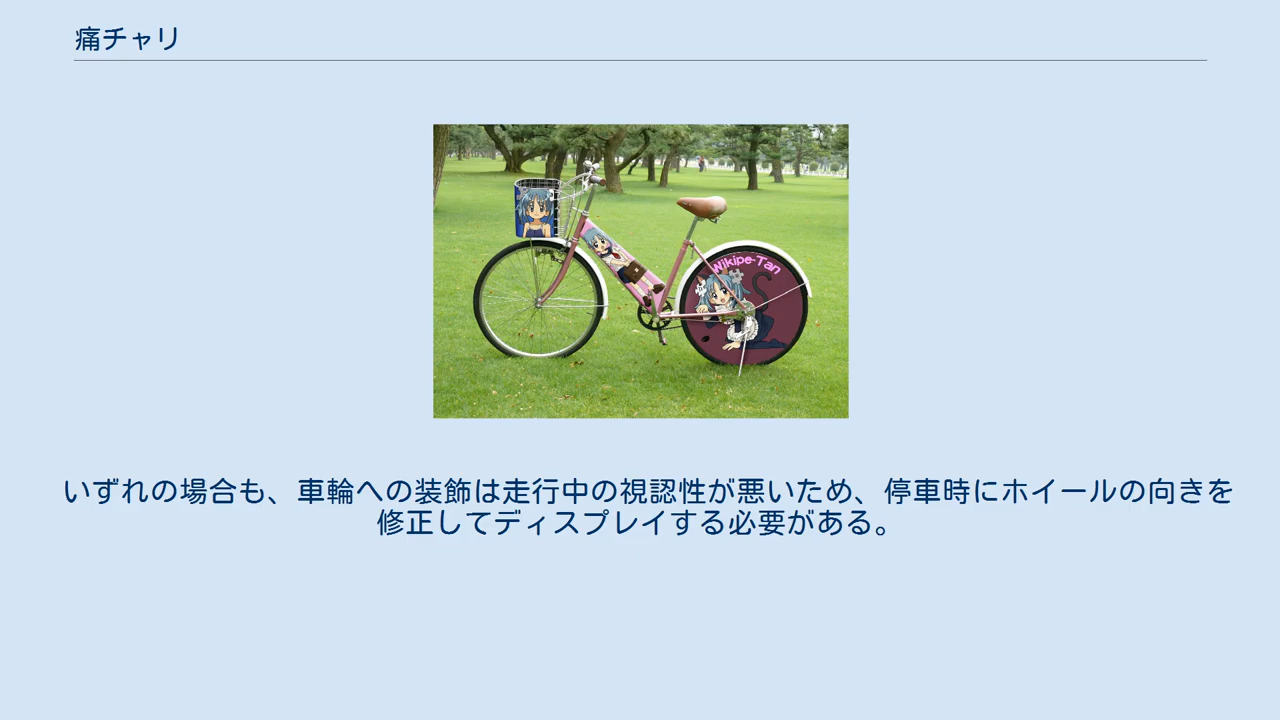 痛チャリ
Wikipe-Tan
いずれの場合も、車輪への装飾は走行中の視認性が悪いため、停車時にホイールの向きを
修正してディスプレイする必要がある。